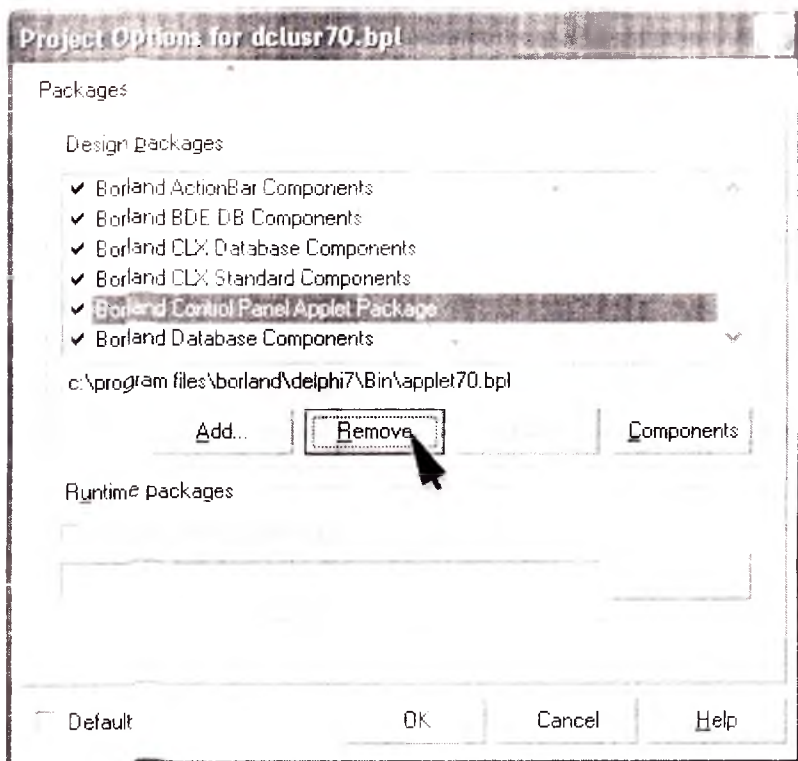 Project Options for dclusr70.bpl
Packages
Design packages
Borland ActionBar Components
Borland BDE DB Components
Borland CLX Database Components
Borland CLX Standard Components
Borland Control Panel Applet Package
Borland Database Components
c:\program files\borland\delphi7\Bin\applet70.bpl
Add... Remove Components
Runtime packages
Default OK Cancel Help